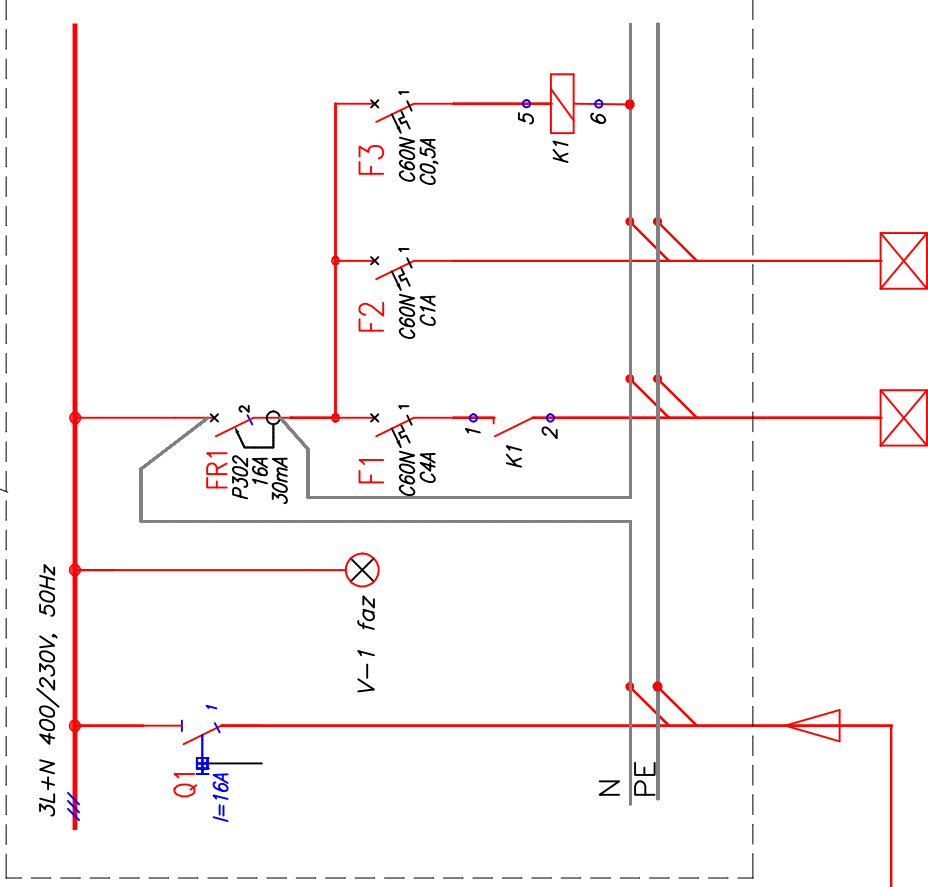 3L+N 400/230V, 50Hz
Q1
I=16A
1
V-1 faz
FR1
P302
16A
30mA
2
F1
C60N
C4A
1
1
K1
2
F2
C60N
C1A
1
F3
C60N
C0,5A
1
5
K1
6
N
PE